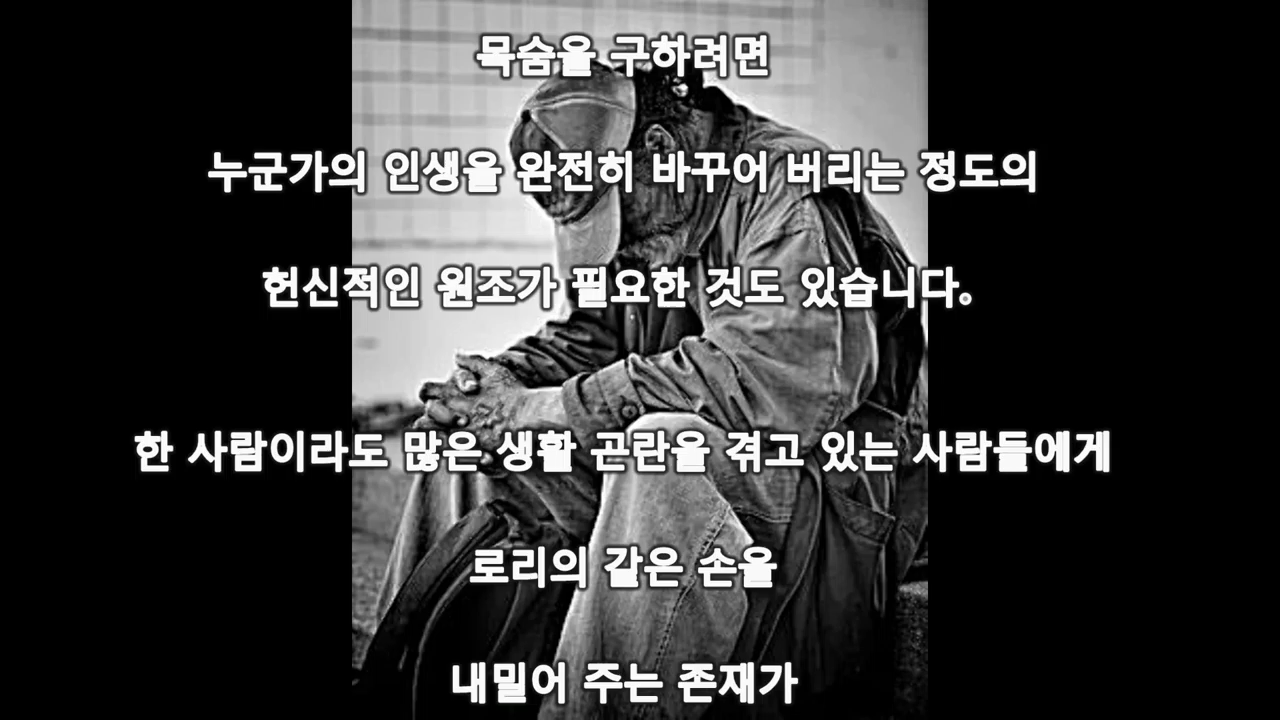 목숨을 구하려면
누군가의 인생을 완전히 바꾸어 버리는 정도의
헌신적인 원조가 필요한 것도 있습니다.
한 사람이라도 많은 생활 곤란을 겪고 있는 사람들에게
로리의 같은 손을
내밀어 주는 존재가